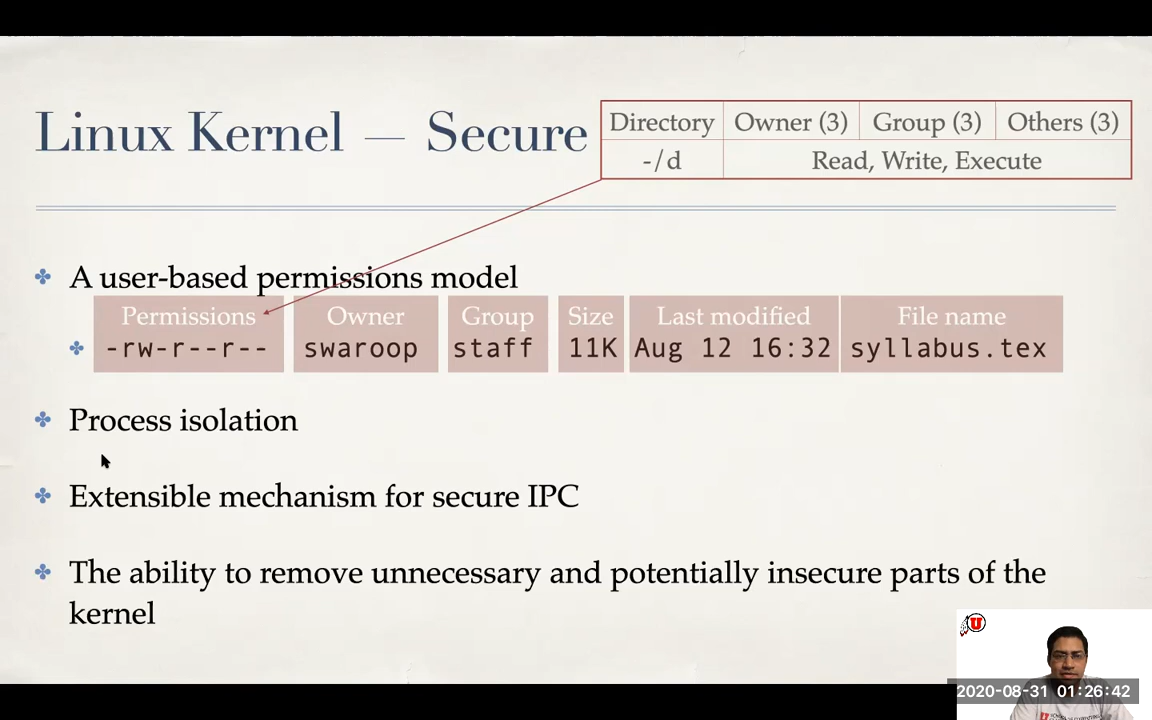 Linux Kernel — Secure
Directory Owner (3) Group (3) Others (3)
-/d Read, Write, Execute
A user-based permissions model
Permissions Owner Group Size Last modified File name
-rw-r--r-- swaroop staff 11K Aug 12 16:32 syllabus.tex
Process isolation
Extensible mechanism for secure IPC
The ability to remove unnecessary and potentially insecure parts of the
kernel
U
2020-08-31 01:26:42